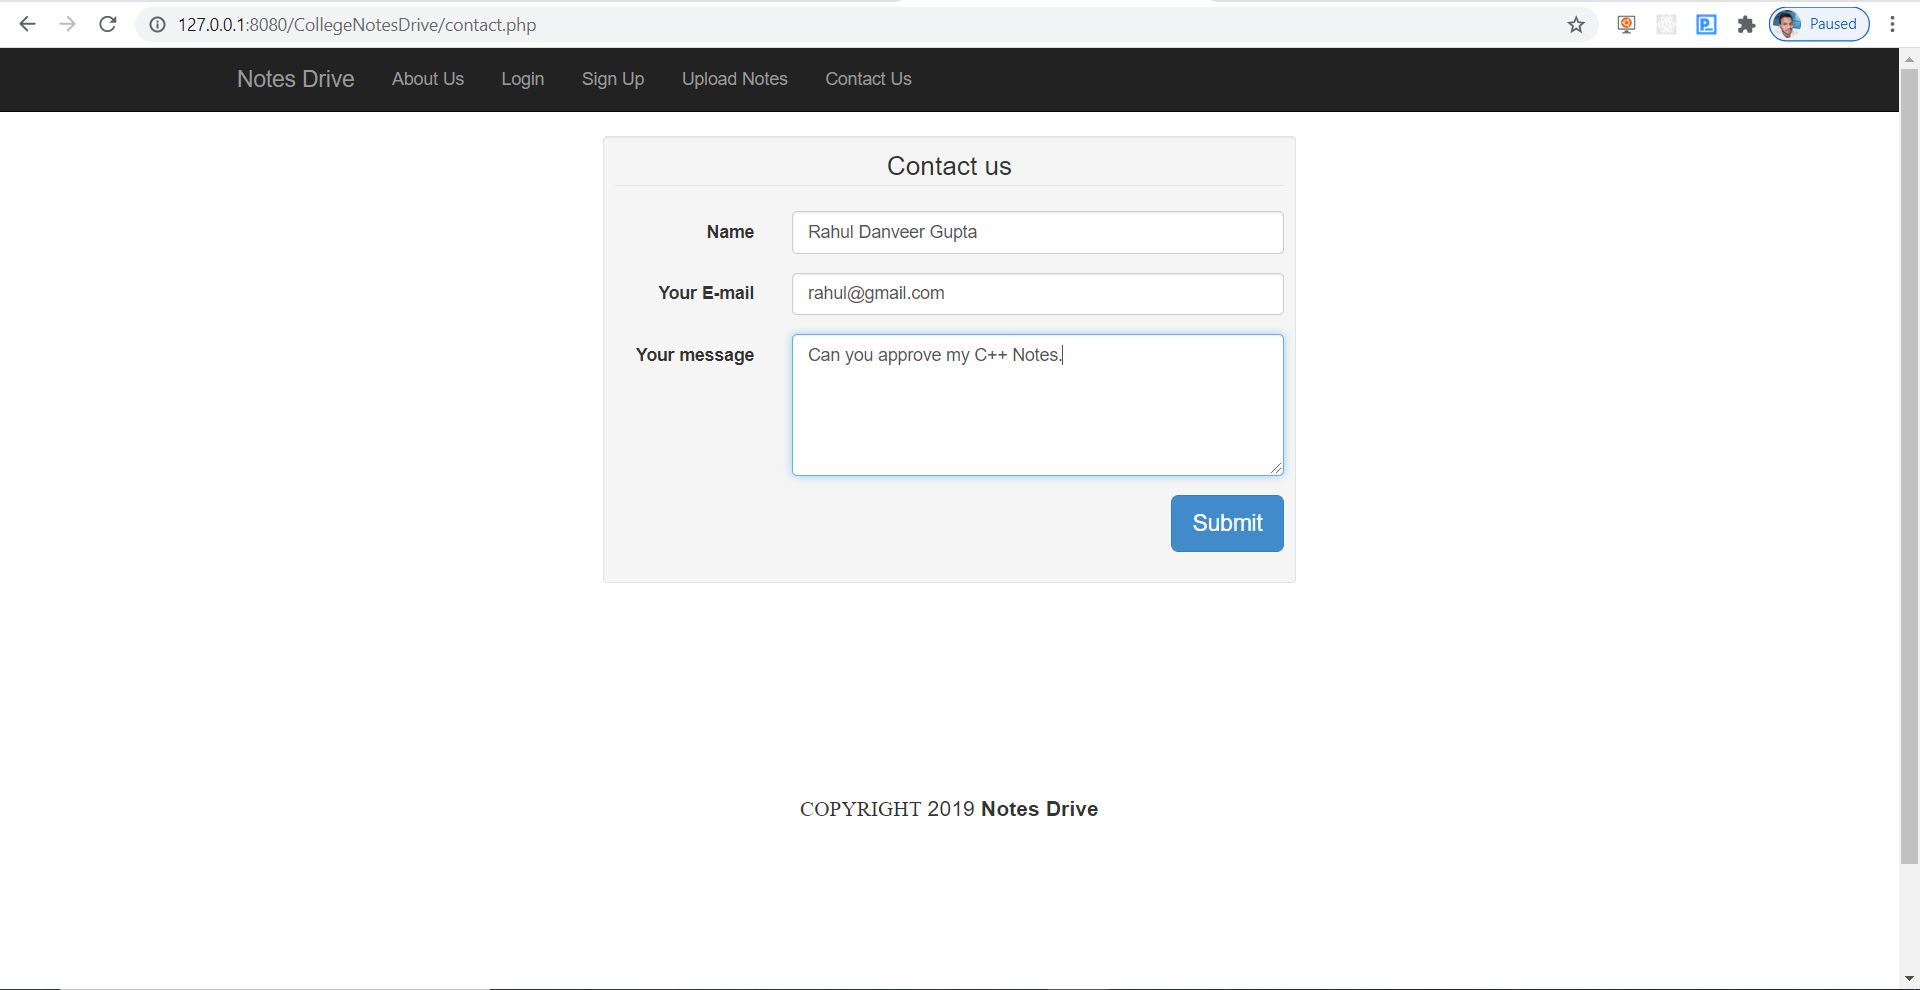 127.0.0.1:8080/CollegeNotesDrive/contact.php
Paused
Notes Drive About Us Login Sign Up Upload Notes Contact Us
Contact us
Name Rahul Danveer Gupta
Your E-mail rahul@gmail.com
Your message Can you approve my C++ Notes.
Submit
COPYRIGHT 2019 Notes Drive